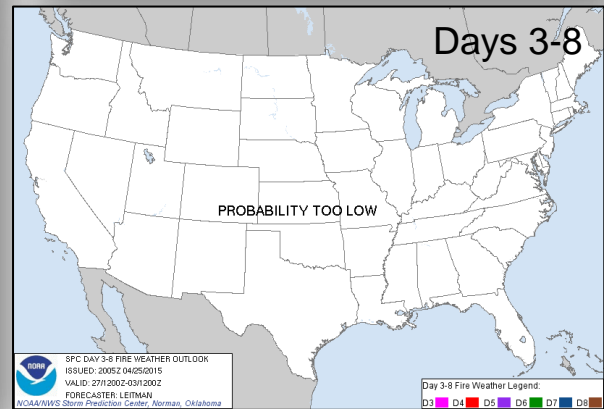 Days 3-8
PROBABILITY TOO LOW
NOAA
SPC DAY 3-8 FIRE WEATHER OUTLOOK
ISSUED: 2005Z 04/25/2015
VALID: 27/1200Z-03/1200Z
FORECASTER: LEITMAN
NOAA/NWS Storm Prediction Center, Norman, Oklahoma
Day 3-8 Fire Weather Legend:
D3 D4 D5 D6 D7 D8